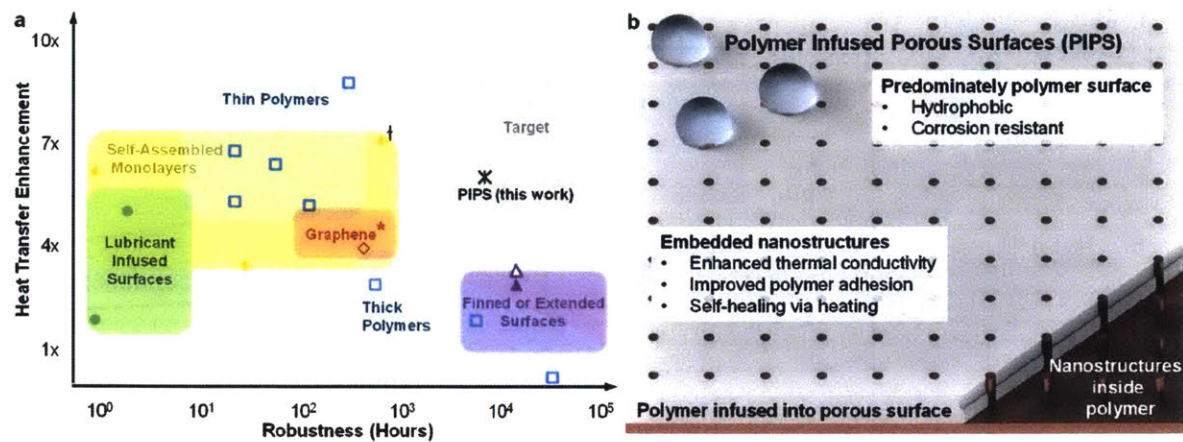 a
10x
7x
4x
1x
Heat Transfer Enhancement
Thin Polymers
Target
Self-Assembled
Monolayers
PIPS (this work)
Lubricant
Infused
Surfaces
Graphene*
Thick
Polymers
Finned or Extended
Surfaces
10⁰ 10¹ 10² 10³ 10⁴ 10⁵
Robustness (Hours)
b
Polymer Infused Porous Surfaces (PIPS)
Predominately polymer surface
• Hydrophobic
• Corrosion resistant
Embedded nanostructures
• Enhanced thermal conductivity
• Improved polymer adhesion
• Self-healing via heating
Nanostructures
inside
polymer
Polymer infused into porous surface